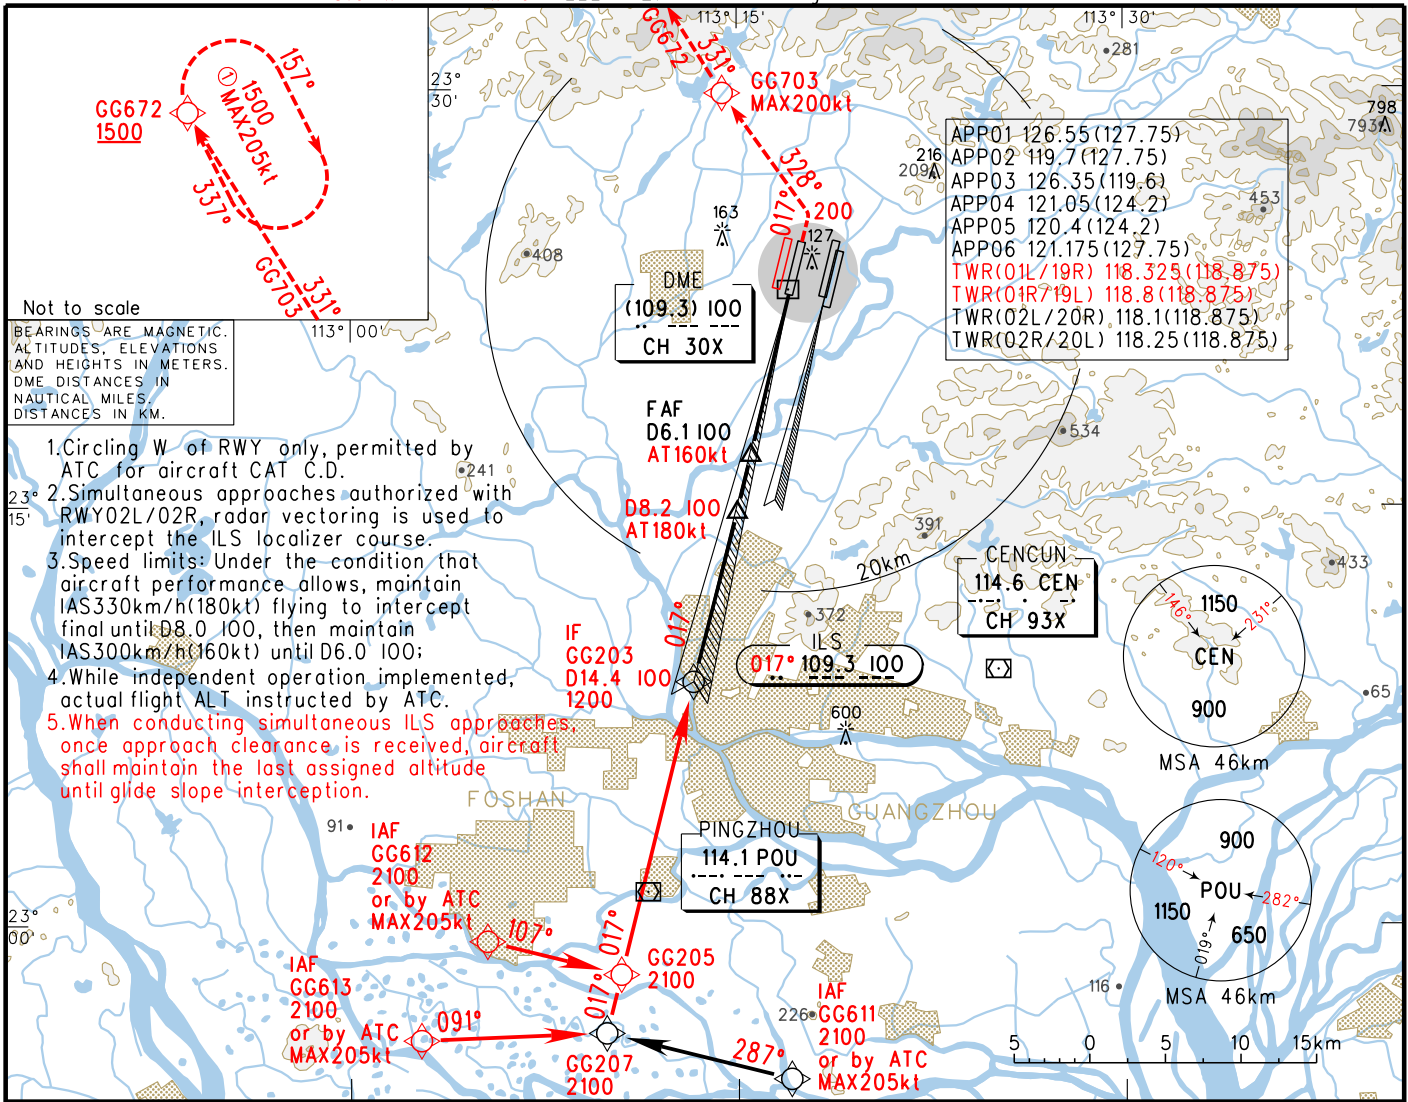 113° 15'
113° 30'
GG672
331°
GG703
MAX200kt
281
798
793
157°
①
1500
MAX205kt
GG672
1500
337°
GG703
331°
23°
30'
Not to scale
BEARINGS ARE MAGNETIC.
ALTITUDES, ELEVATIONS
AND HEIGHTS IN METERS.
DME DISTANCES IN
NAUTICAL MILES.
DISTANCES IN KM.
113° 00'
APP01 126.55(127.75)
APP02 119.7(127.75)
APP03 126.35(119.6)
APP04 121.05(124.2)
APP05 120.4(124.2)
APP06 121.175(127.75)
TWR(01L/19R) 118.325(118.875)
TWR(01R/19L) 118.8(118.875)
TWR(02L/20R) 118.1(118.875)
TWR(02R/20L) 118.25(118.875)
216
209
453
328°
017°
200
163
127
408
DME
(109.3) IOO
CH 30X
FAF
D6.1 IOO
AT160kt
D8.2 IOO
AT180kt
534
241
391
433
20km
23°
15'
1.Circling W of RWY only, permitted by
ATC for aircraft CAT C.D.
2.Simultaneous approaches authorized with
RWY02L/02R, radar vectoring is used to
intercept the ILS localizer course.
3.Speed limits: Under the condition that
aircraft performance allows, maintain
IAS330km/h(180kt) flying to intercept
final until D8.0 IOO, then maintain
IAS300km/h(160kt) until D6.0 IOO;
4.While independent operation implemented,
actual flight ALT instructed by ATC.
5.When conducting simultaneous ILS approaches,
once approach clearance is received, aircraft
shall maintain the last assigned altitude
until glide slope interception.
CENCUN
114.6 CEN
CH 93X
372
017°
ILS
017° 109.3 IOO
IF
GG203
D14.4 IOO
1200
600
146°
1150
231°
CEN
900
MSA 46km
65
FOSHAN
GUANGZHOU
91
PINGZHOU
114.1 POU
CH 88X
IAF
GG612
2100
or by ATC
MAX205kt
107°
017°
GG205
2100
017°
23°
00'
IAF
GG613
2100
or by ATC
MAX205kt
091°
GG207
2100
287°
226
IAF
GG611
2100
or by ATC
MAX205kt
900
120°
POU
282°
1150
650
019°
MSA 46km
116
5 0 5 10 15km